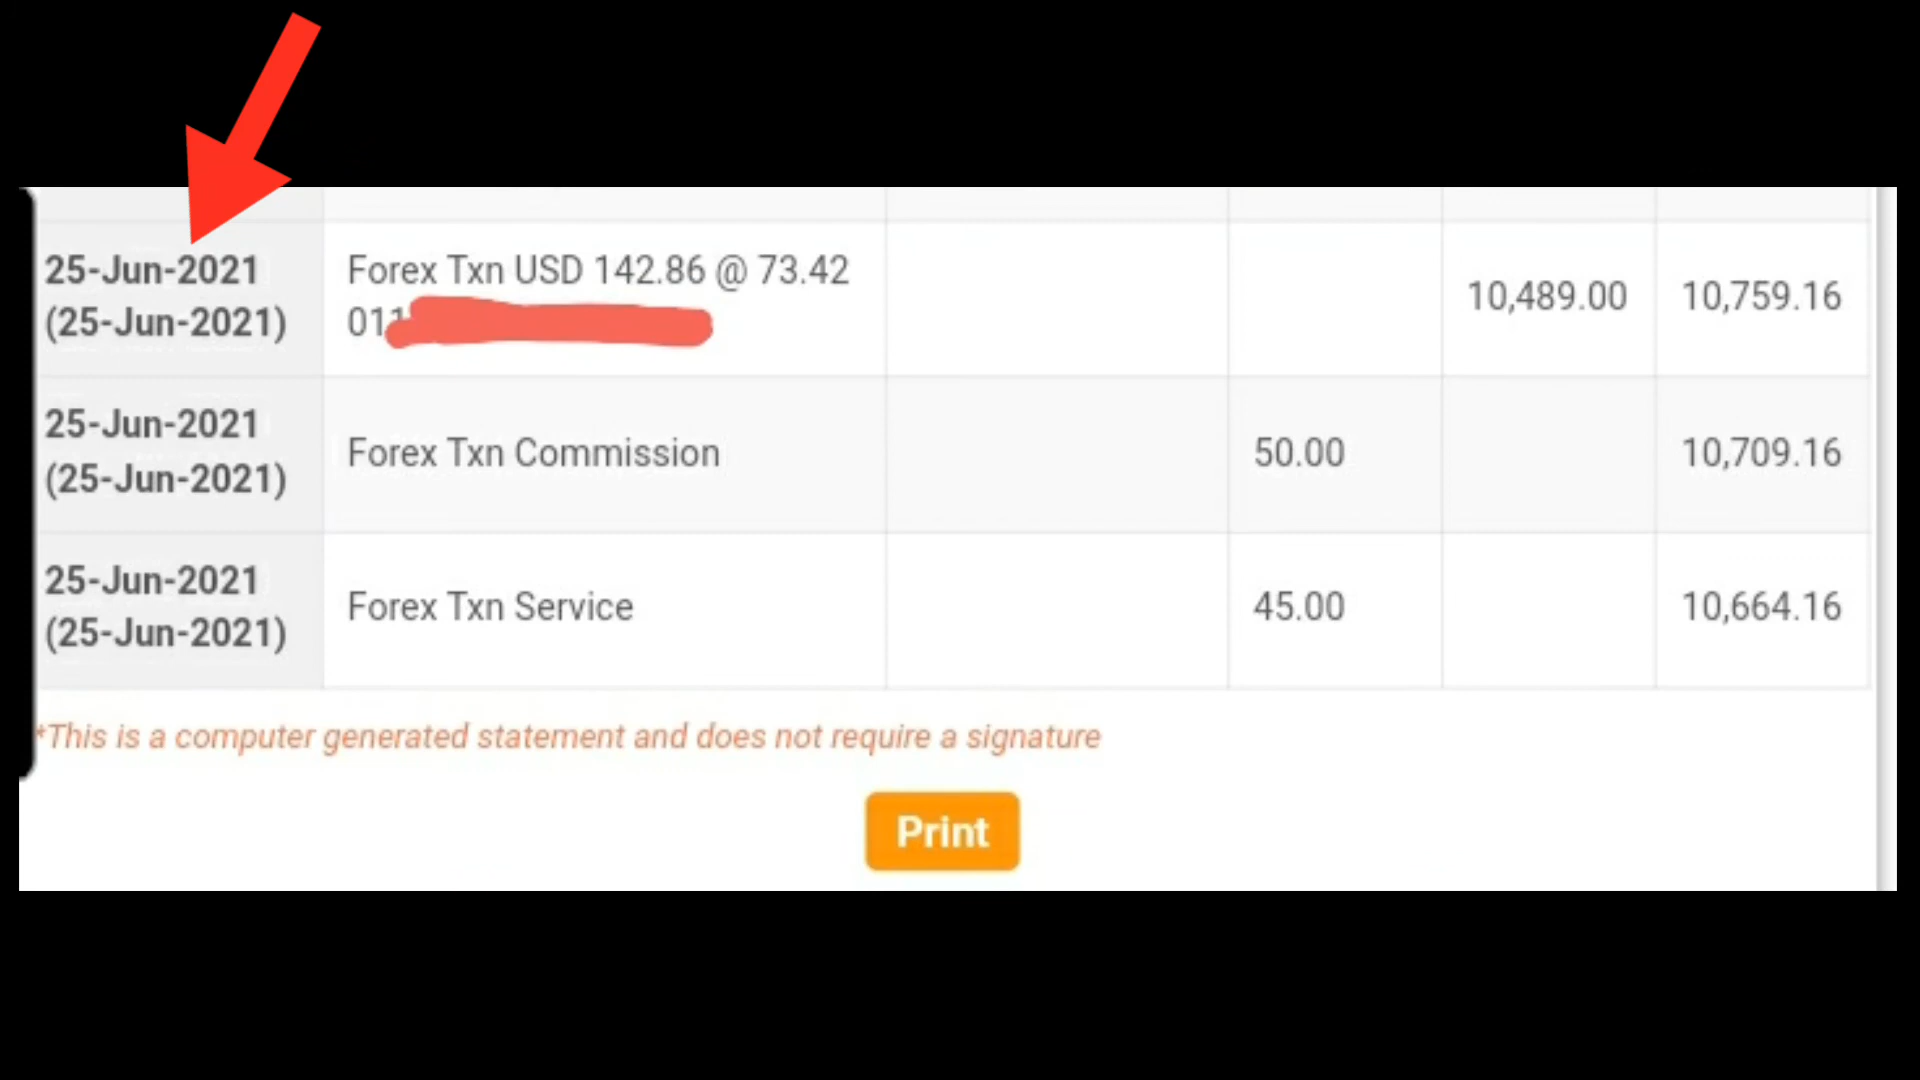 25-Jun-2021
(25-Jun-2021)
Forex Txn USD 142.86 @ 73.42
011
10,489.00
10,759.16
25-Jun-2021
(25-Jun-2021)
Forex Txn Commission
50.00
10,709.16
25-Jun-2021
(25-Jun-2021)
Forex Txn Service
45.00
10,664.16
*This is a computer generated statement and does not require a signature
Print